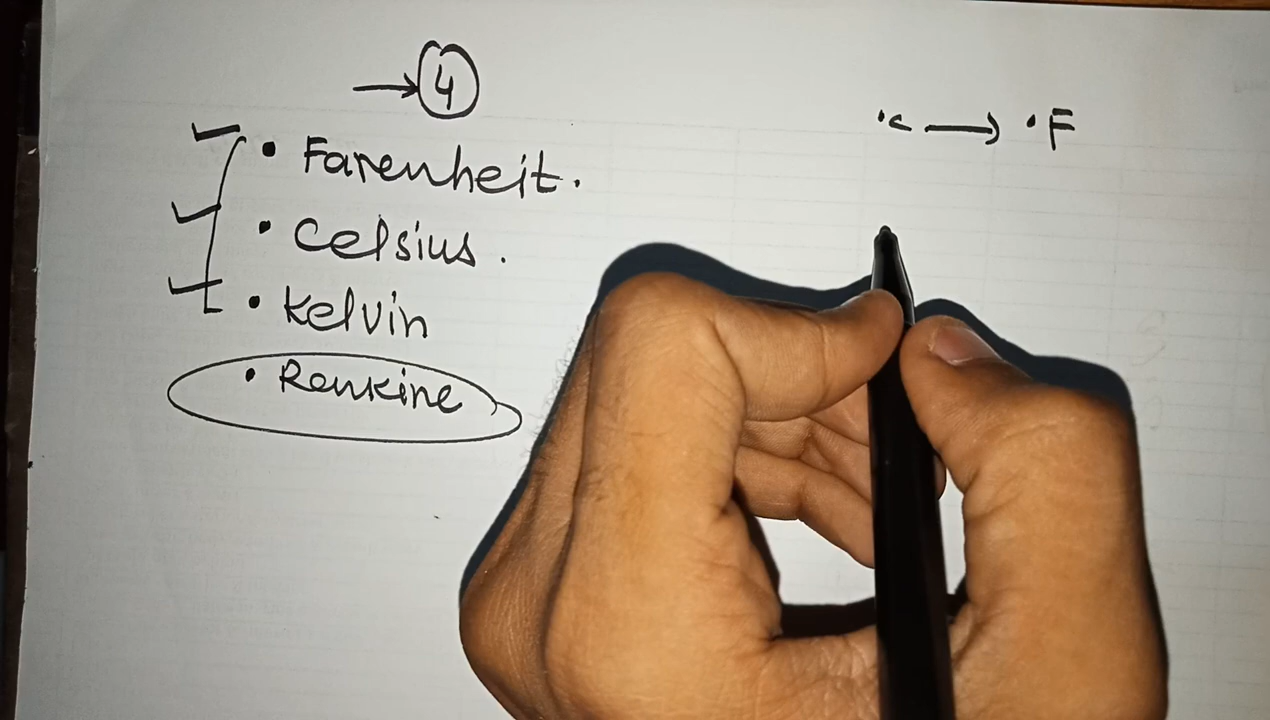 → 4
• Farenheit.
• Celsius.
• Kelvin
• Renkine
°C → °F